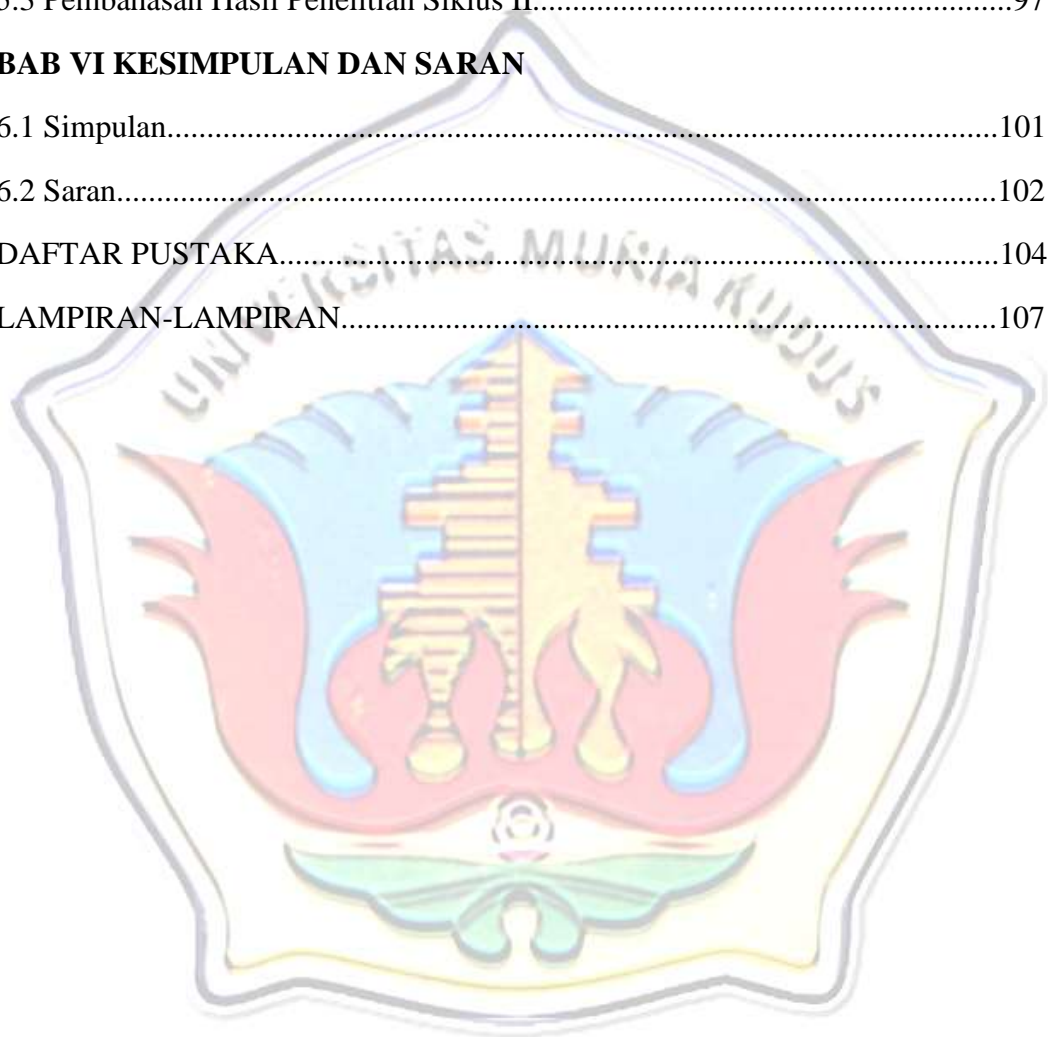 5.3 Pembahasan Hasil Penelitian Siklus II............................................................97
BAB VI KESIMPULAN DAN SARAN
6.1 Simpulan.........................................................................................................101
6.2 Saran...............................................................................................................102
DAFTAR PUSTAKA...........................................................................................104
LAMPIRAN-LAMPIRAN...................................................................................107
UNIVERSITAS MURIA KUDUS